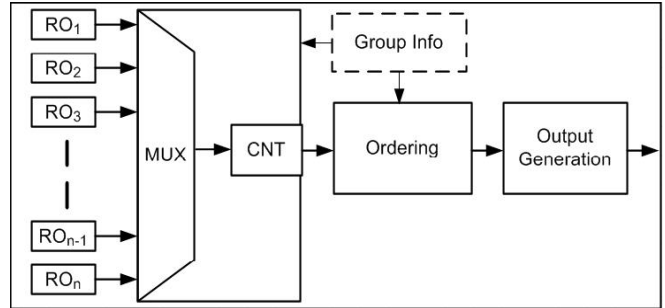 RO₁
RO₂
RO₃
ROₙ₋₁
ROₙ
MUX
CNT
Group Info
Ordering
Output
Generation